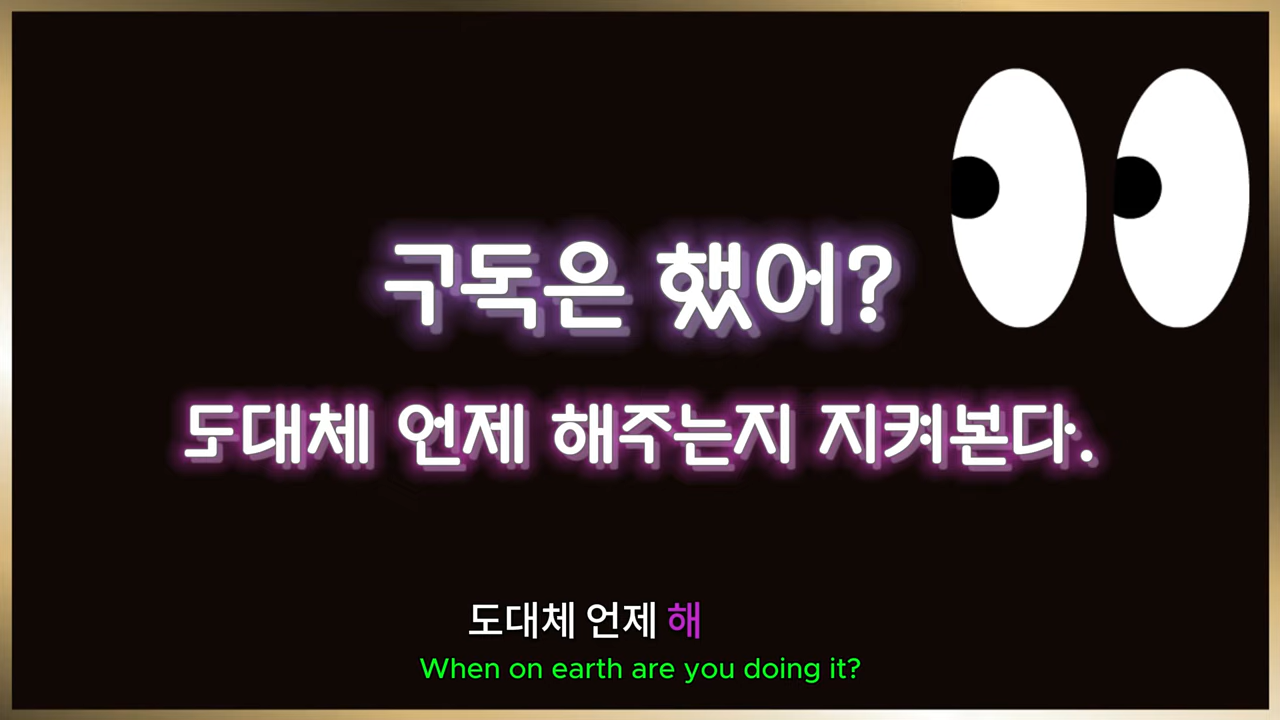 구독은 했어?
도대체 언제 해주는지 지켜본다.
도대체 언제 해
When on earth are you doing it?